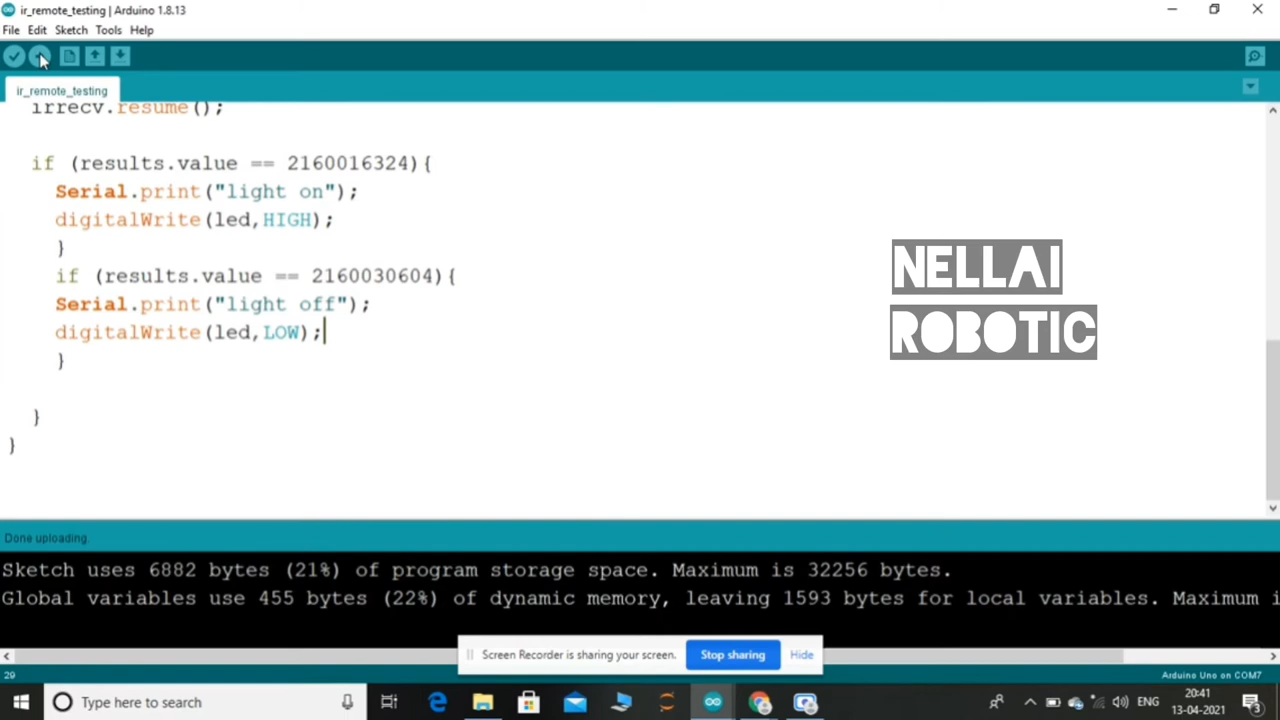 ir_remote_testing | Arduino 1.8.13
File Edit Sketch Tools Help
ir_remote_testing
irrecv.resume();
if (results.value == 2160016324){
Serial.print("light on");
digitalWrite(led,HIGH);
}
if (results.value == 2160030604){
Serial.print("light off");
digitalWrite(led,LOW);
}
}
}
NELLAI
ROBOTIC
Done uploading.
Sketch uses 6882 bytes (21%) of program storage space. Maximum is 32256 bytes.
Global variables use 455 bytes (22%) of dynamic memory, leaving 1593 bytes for local variables. Maximum i
Screen Recorder is sharing your screen. Stop sharing Hide
29 Arduino Uno on COM7
Type here to search ENG 20:41
13-04-2021 3